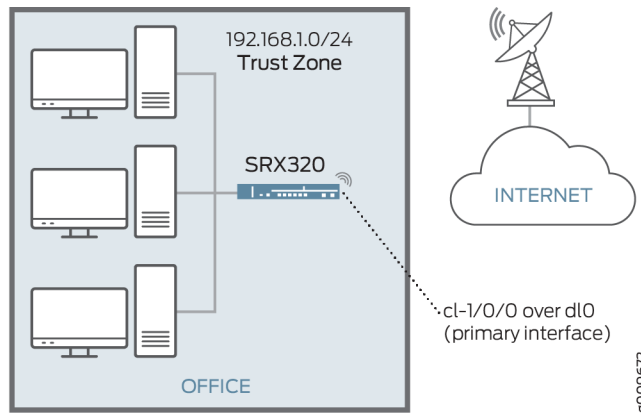 192.168.1.0/24
Trust Zone
SRX320
INTERNET
cl-1/0/0 over dl0
(primary interface)
OFFICE